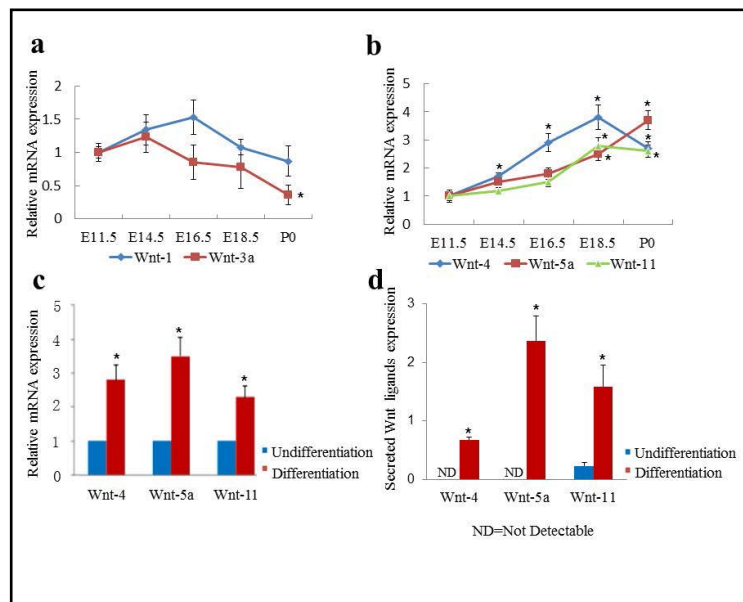 a
Relative mRNA expression
2
1.5
1
0.5
0
E11.5 E14.5 E16.5 E18.5 P0
*
Wnt-1 Wnt-3a
b
Relative mRNA expression
5
4
3
2
1
0
* * * * * * * *
E11.5 E14.5 E16.5 E18.5 P0
Wnt-4 Wnt-5a Wnt-11
c
Relative mRNA expression
5
4
3
2
1
0
* * *
Wnt-4 Wnt-5a Wnt-11
Undifferentiation
Differentiation
d
Secreted Wnt ligands expression
3
2
1
0
* * *
ND ND
Wnt-4 Wnt-5a Wnt-11
Undifferentiation
Differentiation
ND=Not Detectable